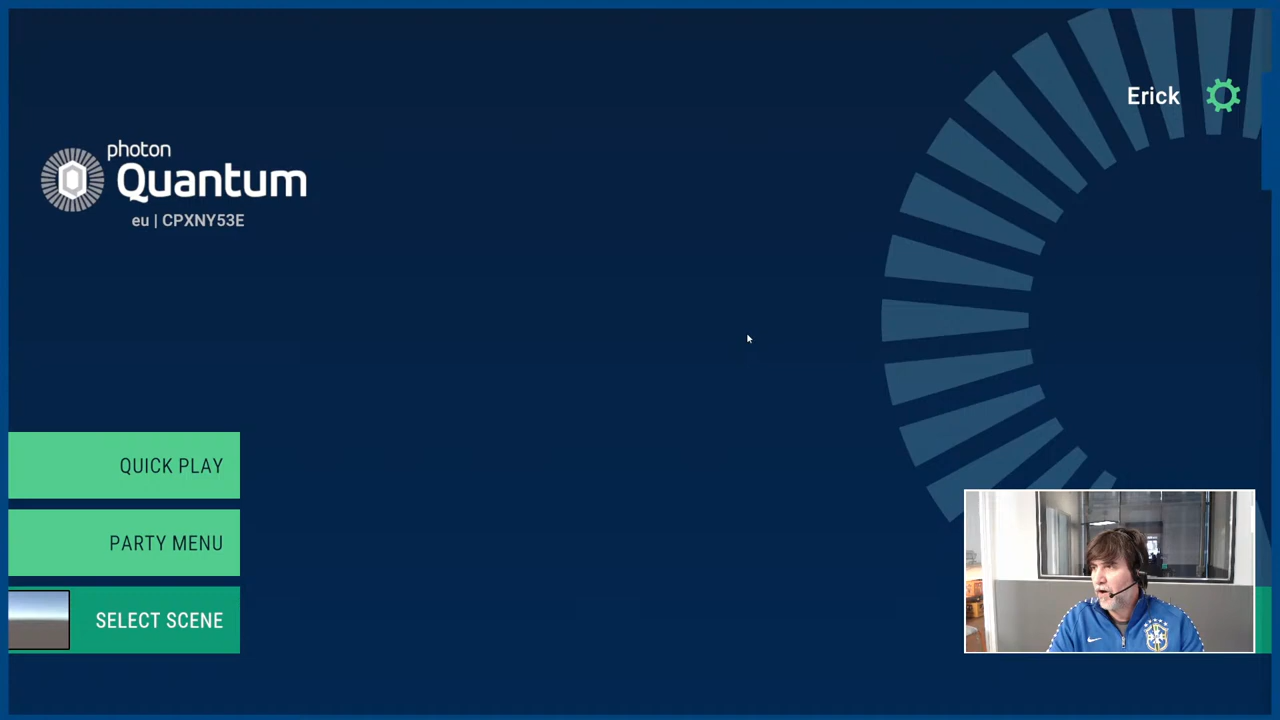 Erick
photon
Quantum
eu | CPXNY53E
QUICK PLAY
PARTY MENU
SELECT SCENE